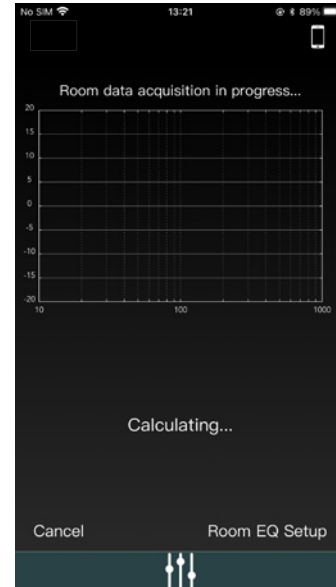 No SIM 13:21 89%
Room data acquisition in progress...
20
15
10
5
0
-5
-10
-15
-20
10 100 1000
Calculating...
Cancel Room EQ Setup